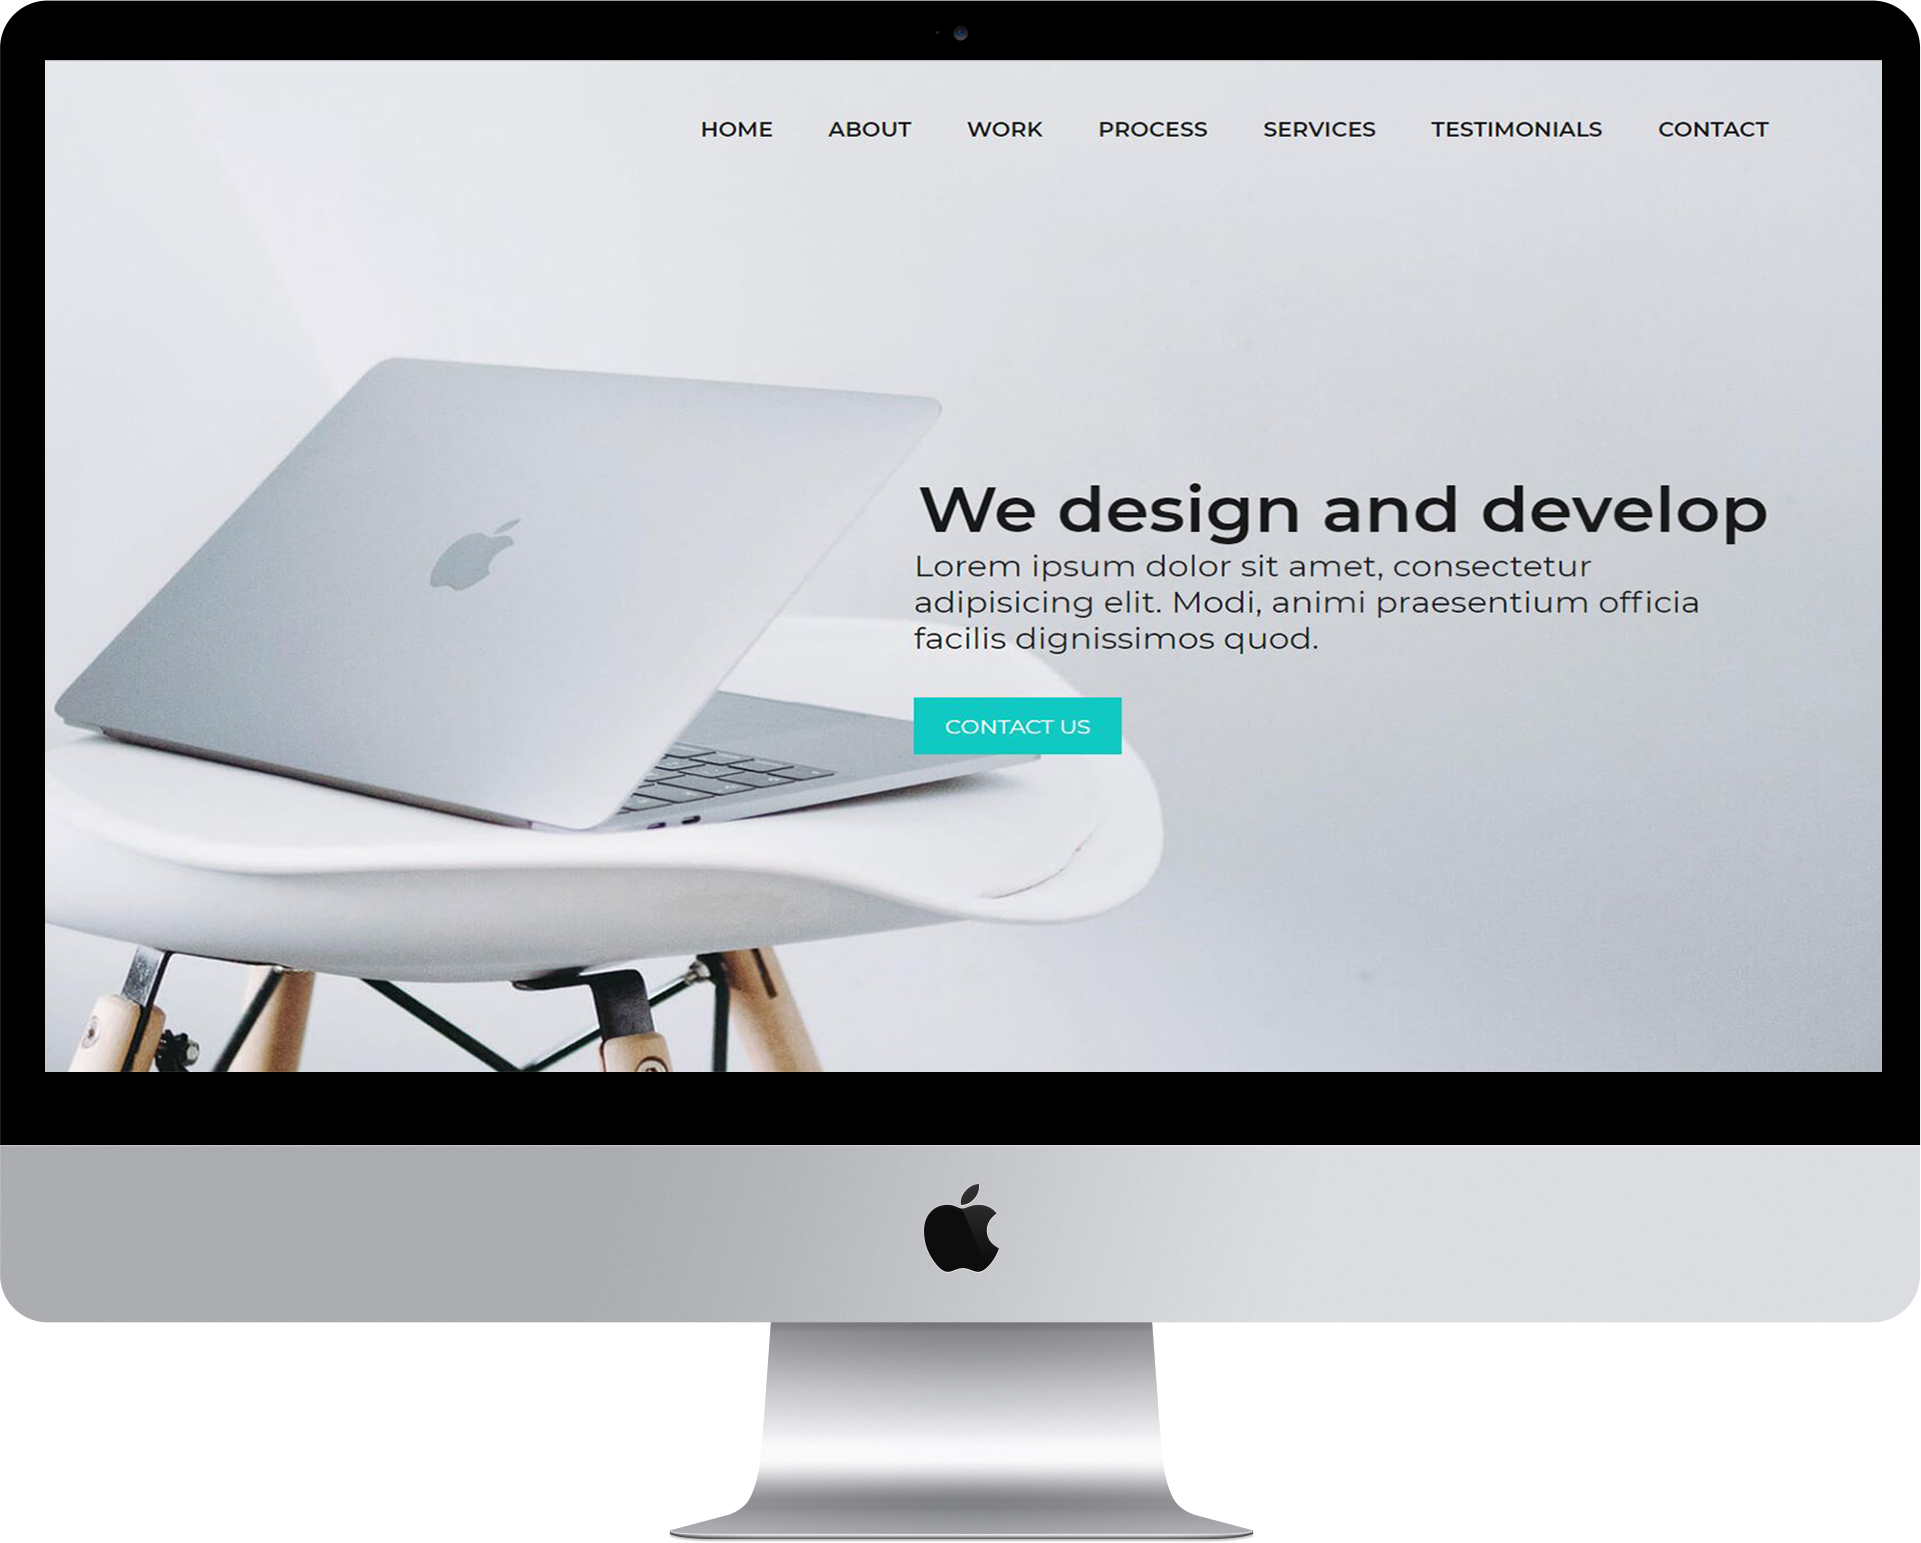 HOME ABOUT WORK PROCESS SERVICES TESTIMONIALS CONTACT
We design and develop
Lorem ipsum dolor sit amet, consectetur
adipisicing elit. Modi, animi praesentium officia
facilis dignissimos quod.
CONTACT US